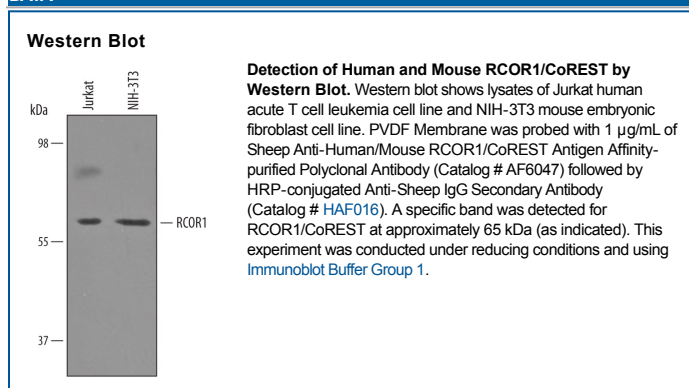 Western Blot
Jurkat
NIH-3T3
kDa
98
RCOR1
55
37
Detection of Human and Mouse RCOR1/CoREST by
Western Blot. Western blot shows lysates of Jurkat human
acute T cell leukemia cell line and NIH-3T3 mouse embryonic
fibroblast cell line. PVDF Membrane was probed with 1 µg/mL of
Sheep Anti-Human/Mouse RCOR1/CoREST Antigen Affinity-
purified Polyclonal Antibody (Catalog # AF6047) followed by
HRP-conjugated Anti-Sheep IgG Secondary Antibody
(Catalog # HAF016). A specific band was detected for
RCOR1/CoREST at approximately 65 kDa (as indicated). This
experiment was conducted under reducing conditions and using
Immunoblot Buffer Group 1.